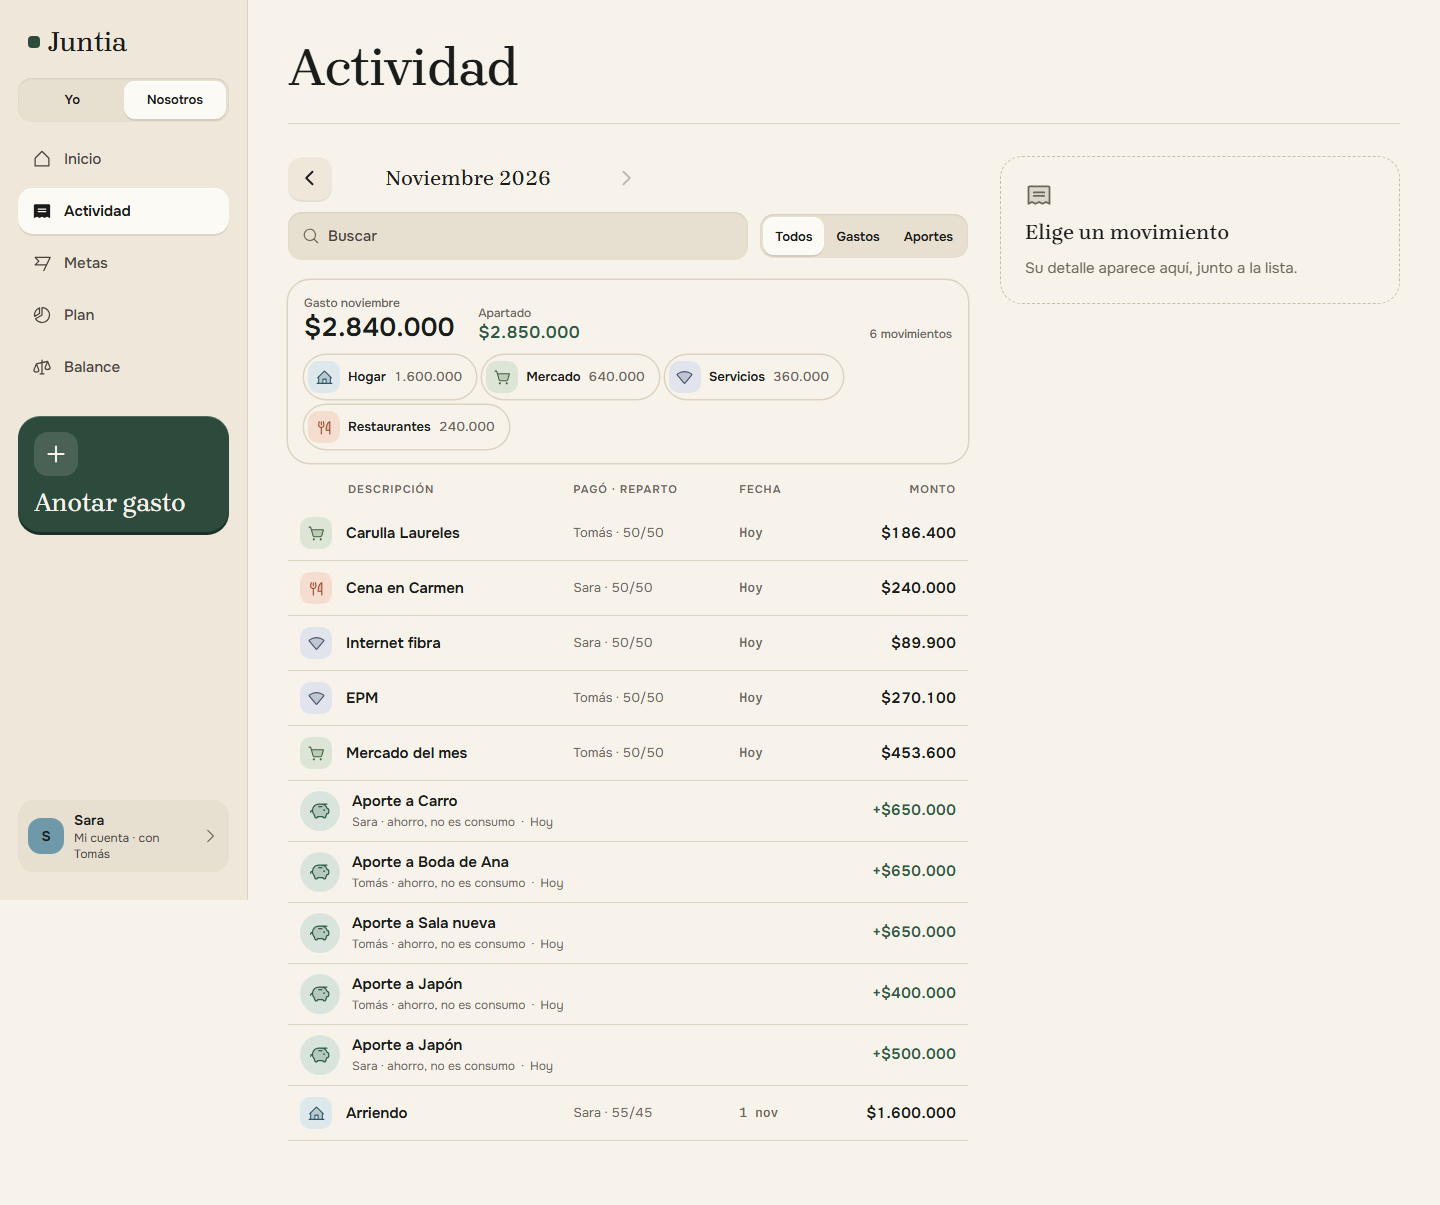 Juntia
Yo
Nosotros
Inicio
Actividad
Metas
Plan
Balance
Anotar gasto
S
Sara
Mi cuenta · con
Tomás
Actividad
Noviembre 2026
Buscar
Todos
Gastos
Aportes
Gasto noviembre
$2.840.000
Apartado
$2.850.000
6 movimientos
Hogar 1.600.000
Mercado 640.000
Servicios 360.000
Restaurantes 240.000
DESCRIPCIÓN PAGÓ · REPARTO FECHA MONTO
Carulla Laureles Tomás · 50/50 Hoy $186.400
Cena en Carmen Sara · 50/50 Hoy $240.000
Internet fibra Sara · 50/50 Hoy $89.900
EPM Tomás · 50/50 Hoy $270.100
Mercado del mes Tomás · 50/50 Hoy $453.600
Aporte a Carro +$650.000
Sara · ahorro, no es consumo · Hoy
Aporte a Boda de Ana +$650.000
Tomás · ahorro, no es consumo · Hoy
Aporte a Sala nueva +$650.000
Tomás · ahorro, no es consumo · Hoy
Aporte a Japón +$400.000
Tomás · ahorro, no es consumo · Hoy
Aporte a Japón +$500.000
Sara · ahorro, no es consumo · Hoy
Arriendo Sara · 55/45 1 nov $1.600.000
Elige un movimiento
Su detalle aparece aquí, junto a la lista.